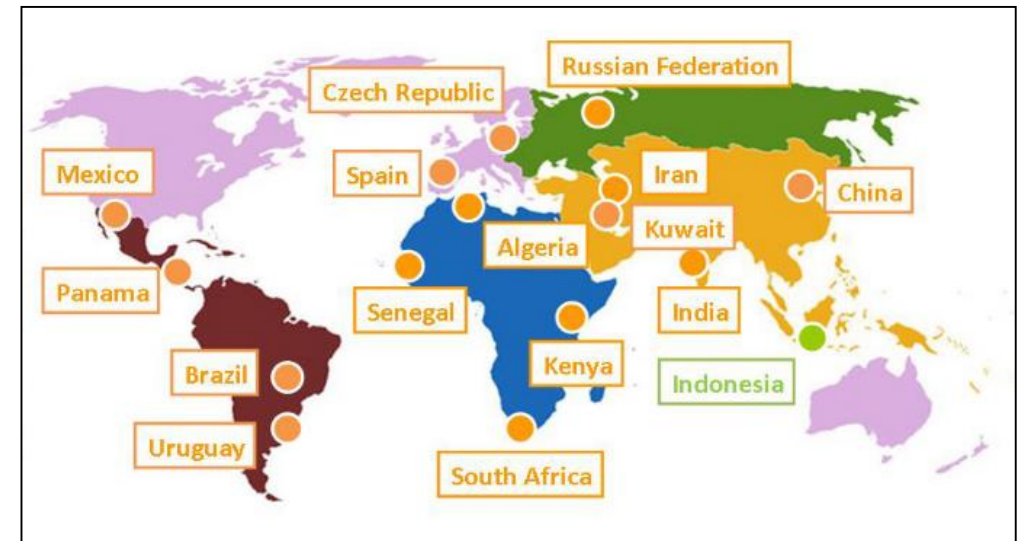 Russian Federation
Czech Republic
Mexico
Spain
Iran
China
Kuwait
Algeria
Panama
Senegal
India
Kenya
Brazil
Indonesia
Uruguay
South Africa